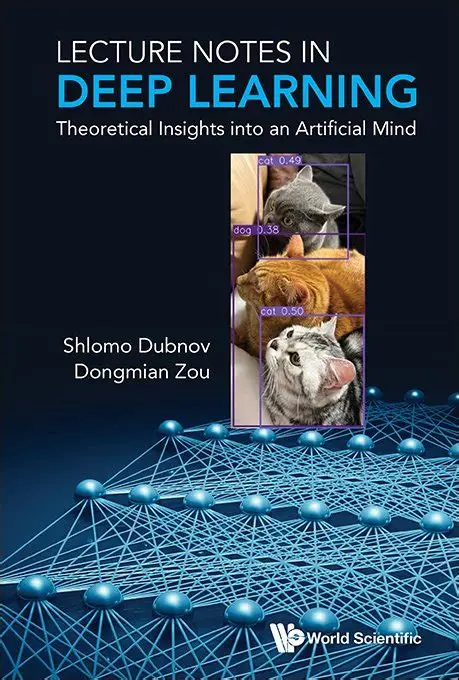 LECTURE NOTES IN
DEEP LEARNING
Theoretical Insights into an Artificial Mind
cat 0.49
dog 0.38
cat 0.50
Shlomo Dubnov
Dongmian Zou
World Scientific